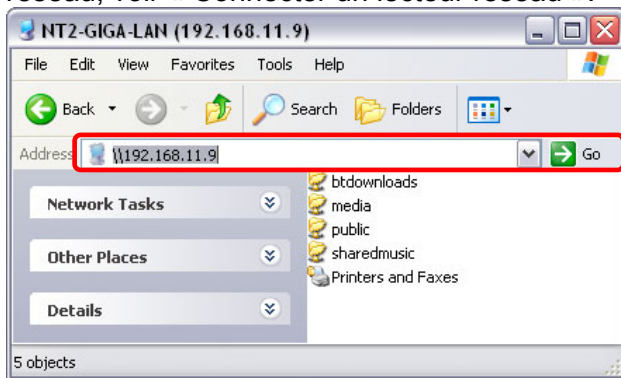 NT2-GIGA-LAN (192.168.11.9)
File Edit View Favorites Tools Help
Back Search Folders
Address \\192.168.11.9 Go
btdownloads
Network Tasks
media
public
Other Places
sharedmusic
Printers and Faxes
Details
5 objects